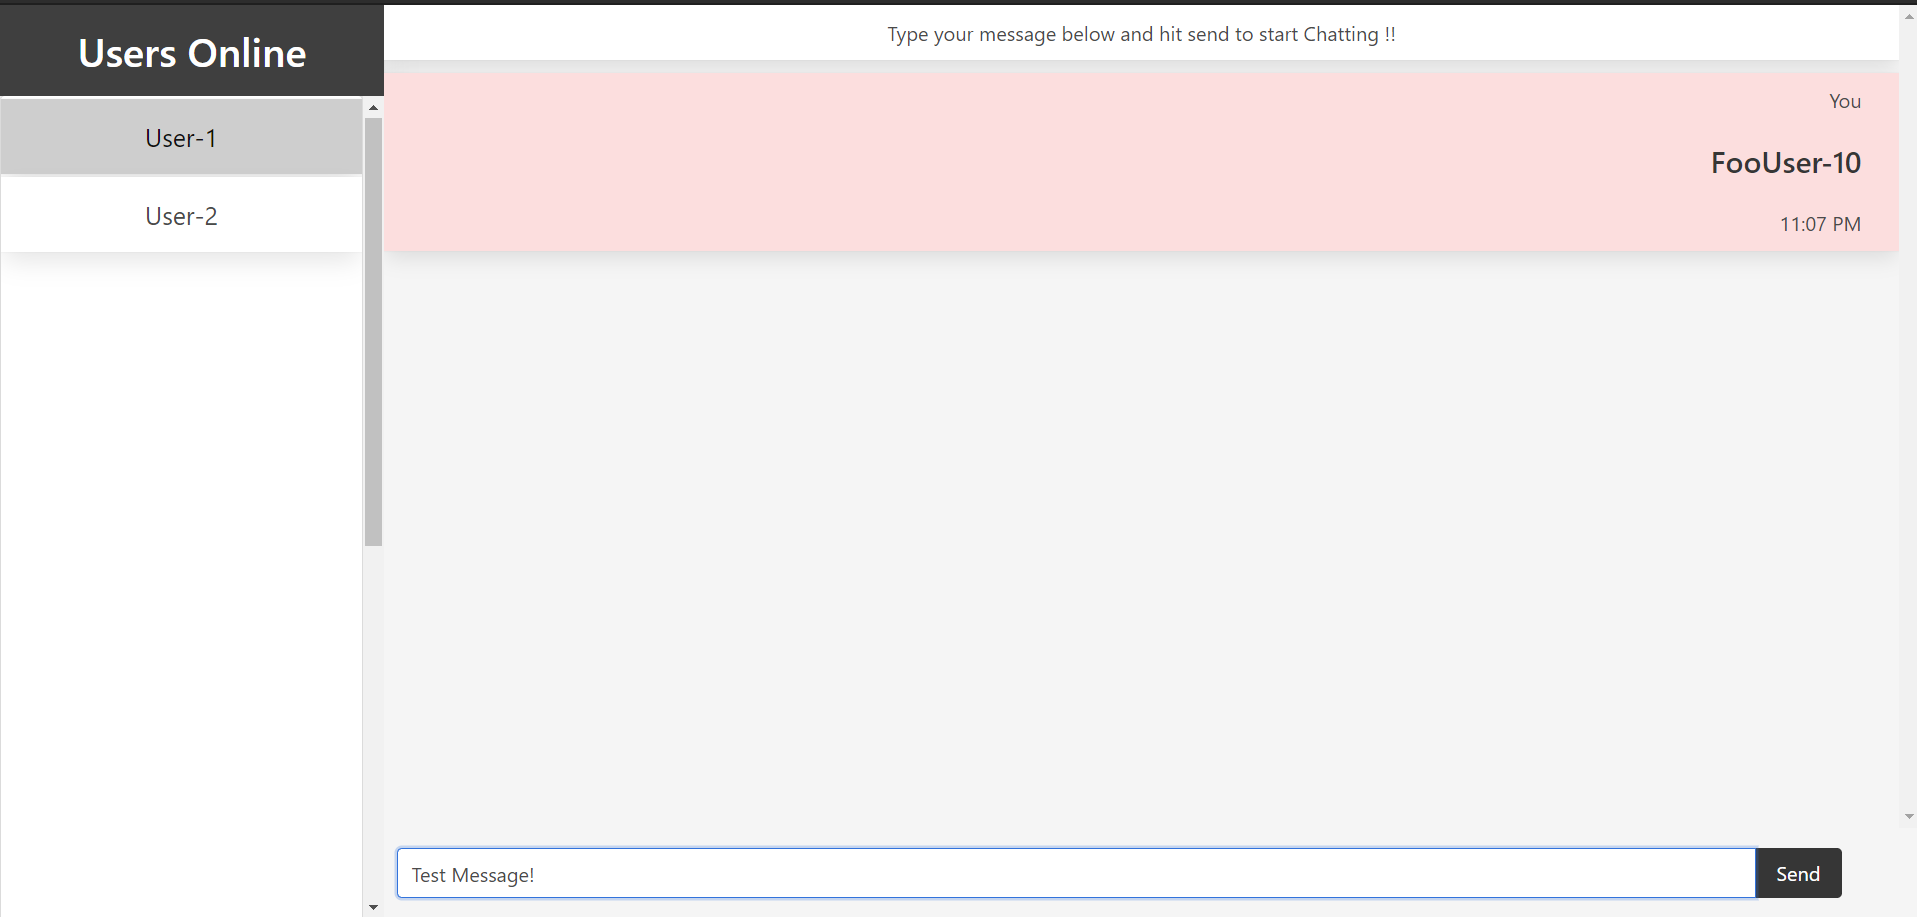 Users Online
User-1
User-2
Type your message below and hit send to start Chatting !!
You
FooUser-10
11:07 PM
Test Message!
Send